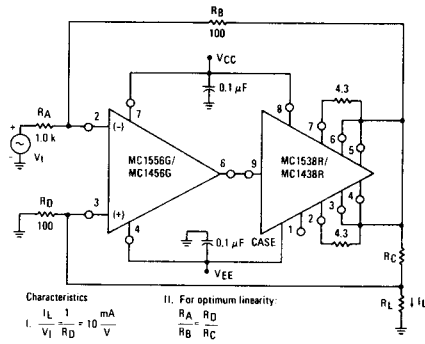 RB
100
VCC
0.1 µF
RA
1.0 k
2
(–)
7
8
7
4.3
6
5
+
-
VI
MC1556G/
MC1456G
6
9
MC1538R/
MC1438R
RD
100
3
(+)
4
0.1 µF
CASE
1
2
3
4
4.3
VEE
RC
RL
IL
Characteristics
I. IL/VI = 1/RD = 10 mA/V
II. For optimum linearity:
RA/RB = RD/RC